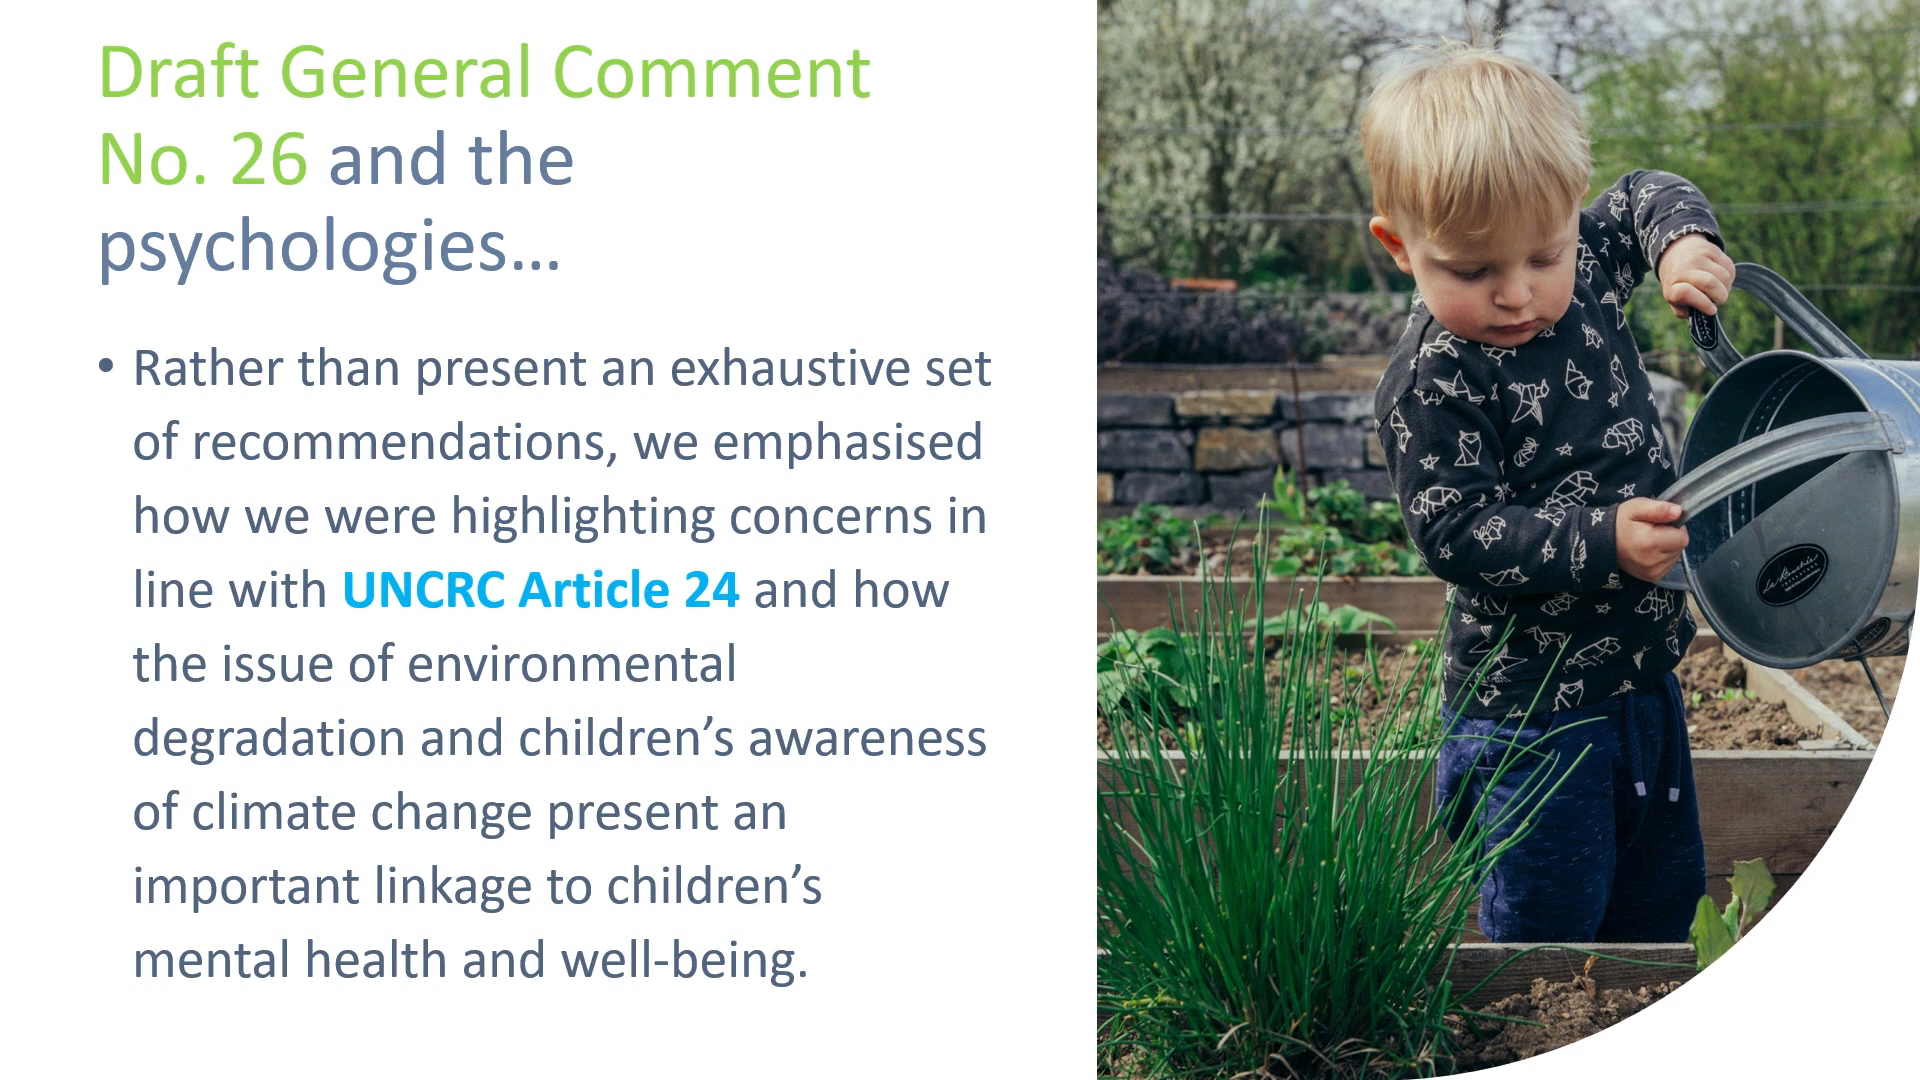 Draft General Comment
No. 26 and the
psychologies...
• Rather than present an exhaustive set
of recommendations, we emphasised
how we were highlighting concerns in
line with UNCRC Article 24 and how
the issue of environmental
degradation and children’s awareness
of climate change present an
important linkage to children’s
mental health and well-being.